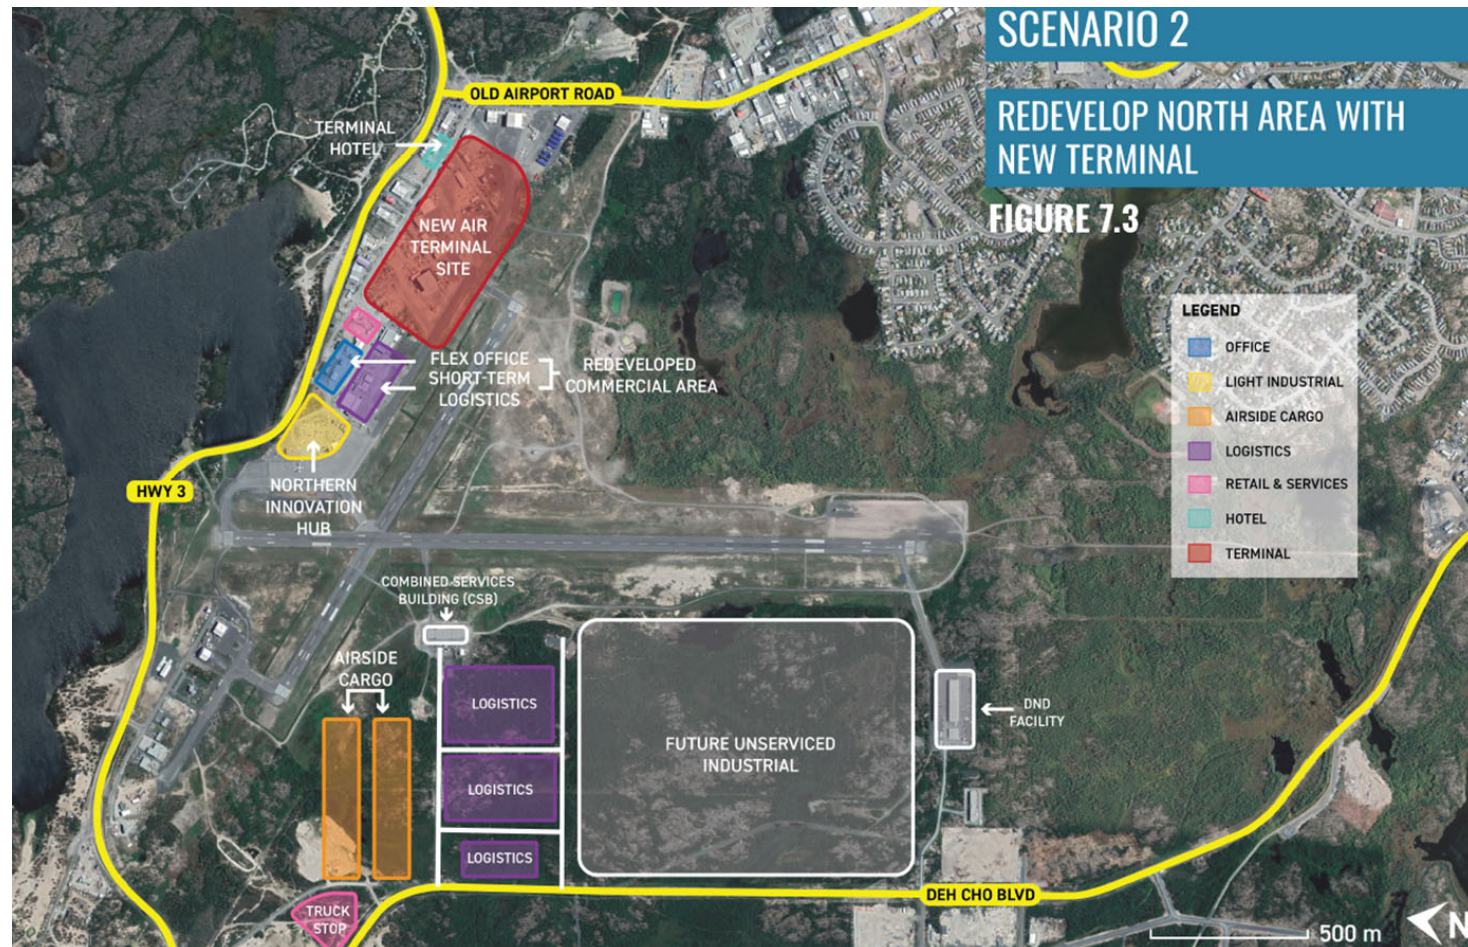 SCENARIO 2
REDEVELOP NORTH AREA WITH
NEW TERMINAL
FIGURE 7.3
OLD AIRPORT ROAD
TERMINAL
HOTEL
NEW AIR
TERMINAL
SITE
FLEX OFFICE
SHORT-TERM
LOGISTICS
REDEVELOPED
COMMERCIAL AREA
HWY 3
NORTHERN
INNOVATION
HUB
COMBINED SERVICES
BUILDING (CSB)
AIRSIDE
CARGO
LOGISTICS
LOGISTICS
LOGISTICS
FUTURE UNSERVICED
INDUSTRIAL
DND
FACILITY
TRUCK
STOP
DEH CHO BLVD
LEGEND
OFFICE
LIGHT INDUSTRIAL
AIRSIDE CARGO
LOGISTICS
RETAIL & SERVICES
HOTEL
TERMINAL
500 m
N